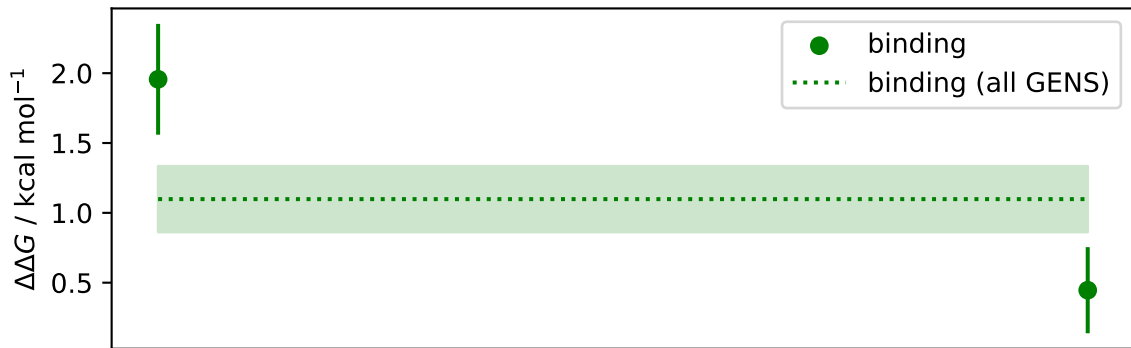 ΔΔG / kcal mol⁻¹
2.0
1.5
1.0
0.5
binding
binding (all GENS)